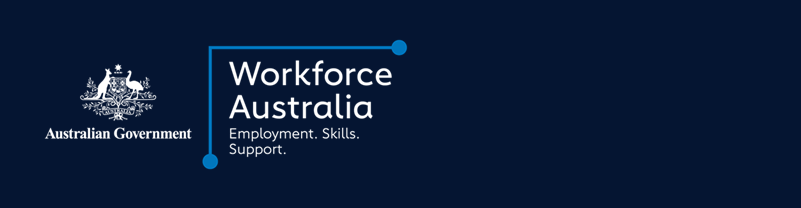 Australian Government
Workforce
Australia
Employment. Skills.
Support.